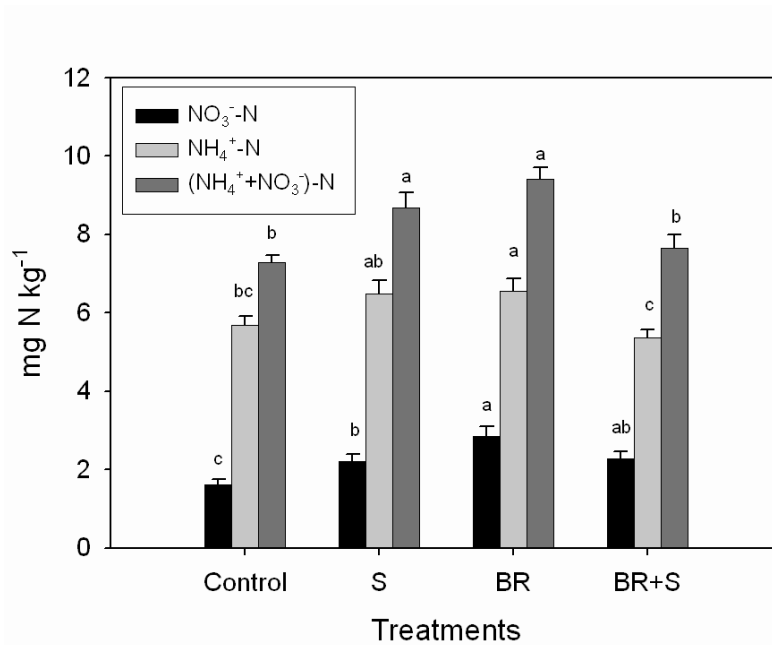 12
10
8
6
4
2
0
mg N kg⁻¹
NO₃⁻-N
NH₄⁺-N
(NH₄⁺+NO₃⁻)-N
c
bc
b
b
ab
a
a
a
a
ab
c
b
Control S BR BR+S
Treatments